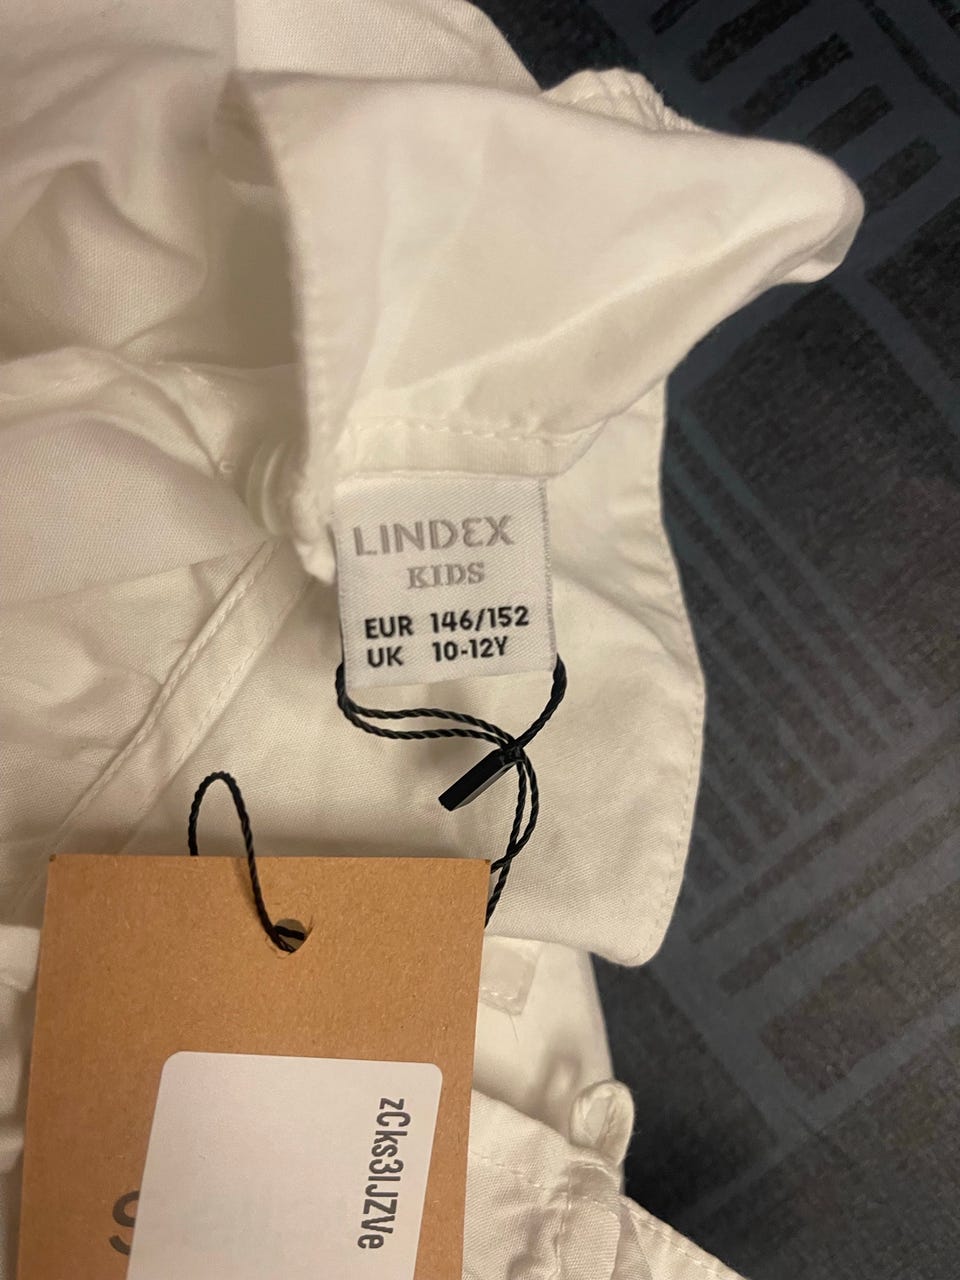 LINDEX
KIDS
EUR 146/152
UK 10-12Y
zCks3IJZVe
S